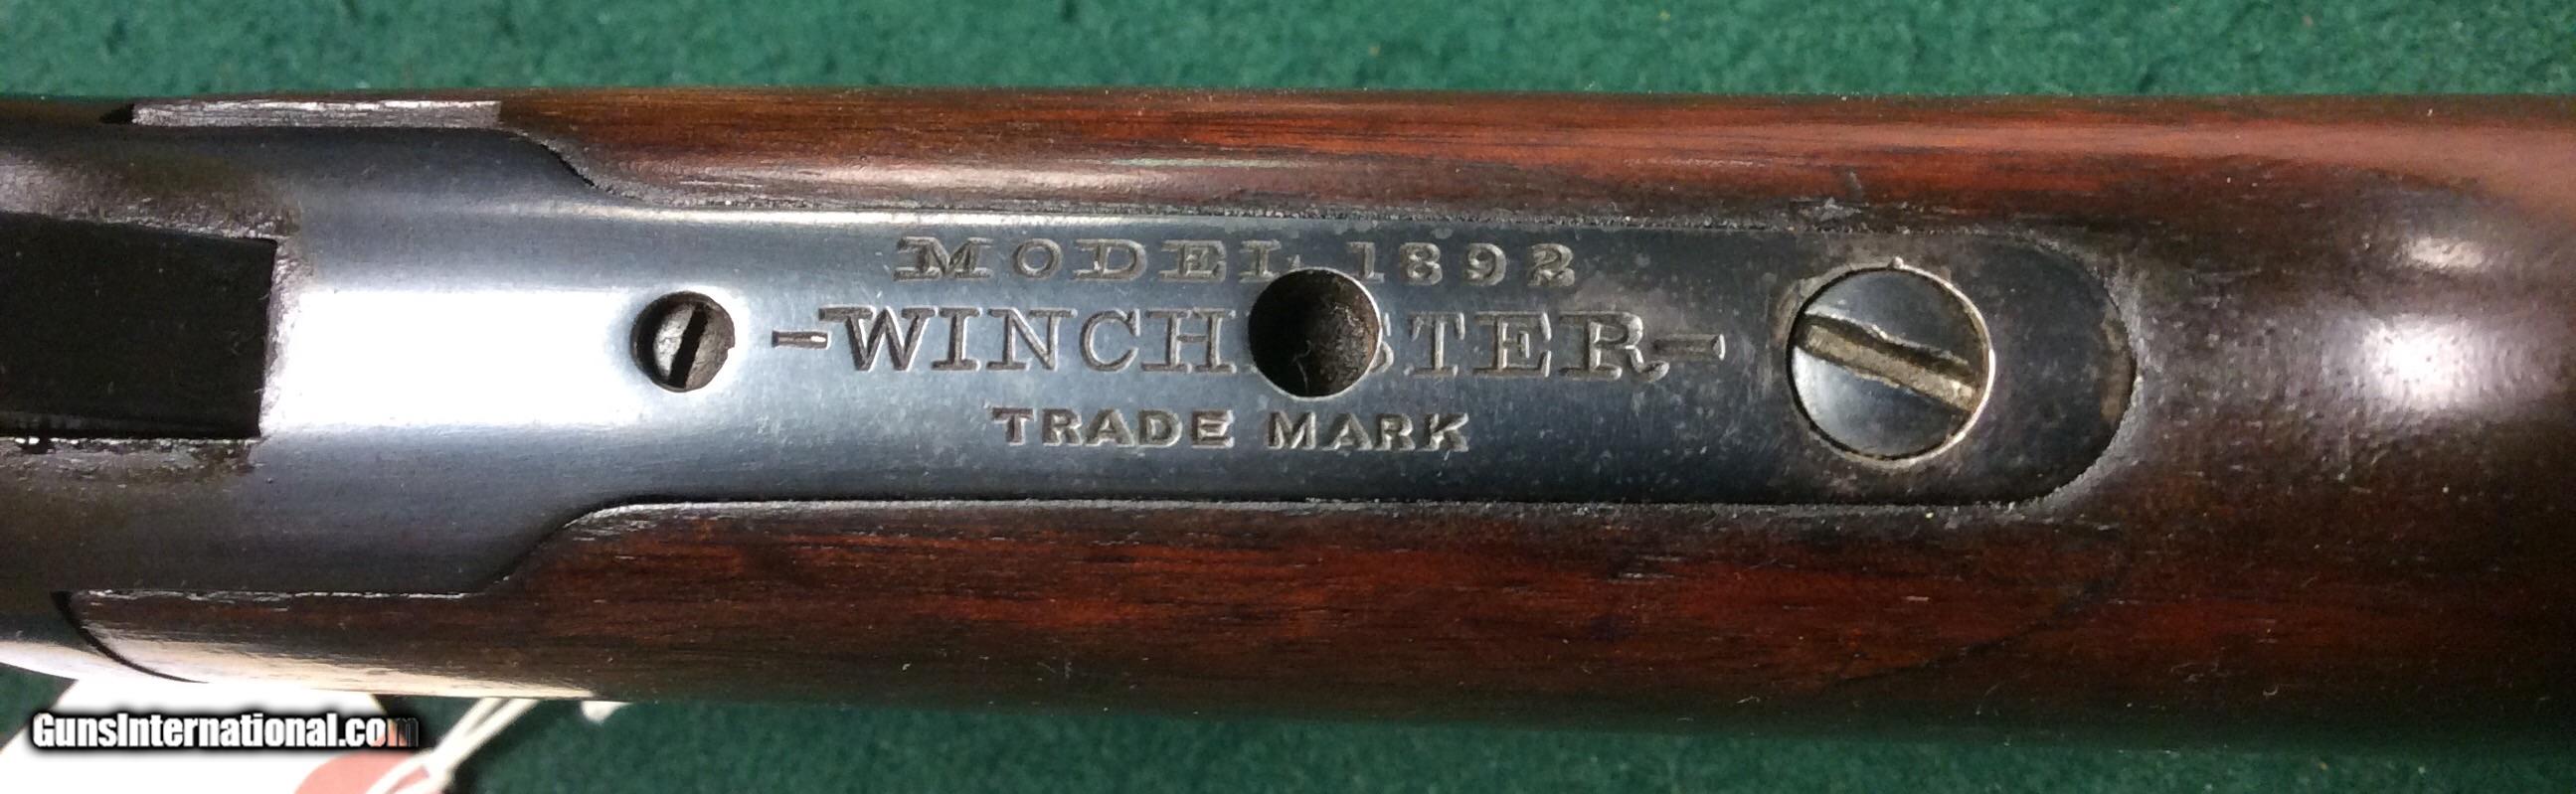 MODEL 1892
-WINCHESTER-
TRADE MARK
GunsInternational.com